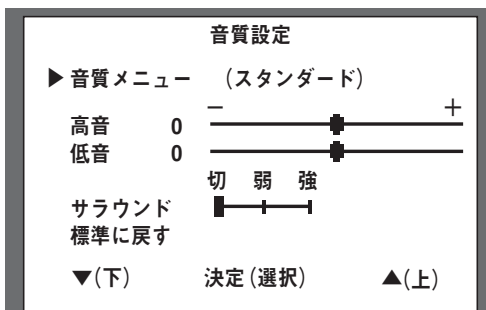 音質設定
▶音質メニュー (スタンダード)
− +
高音 0
低音 0
切 弱 強
サラウンド
標準に戻す
▼(下) 決定(選択) ▲(上)